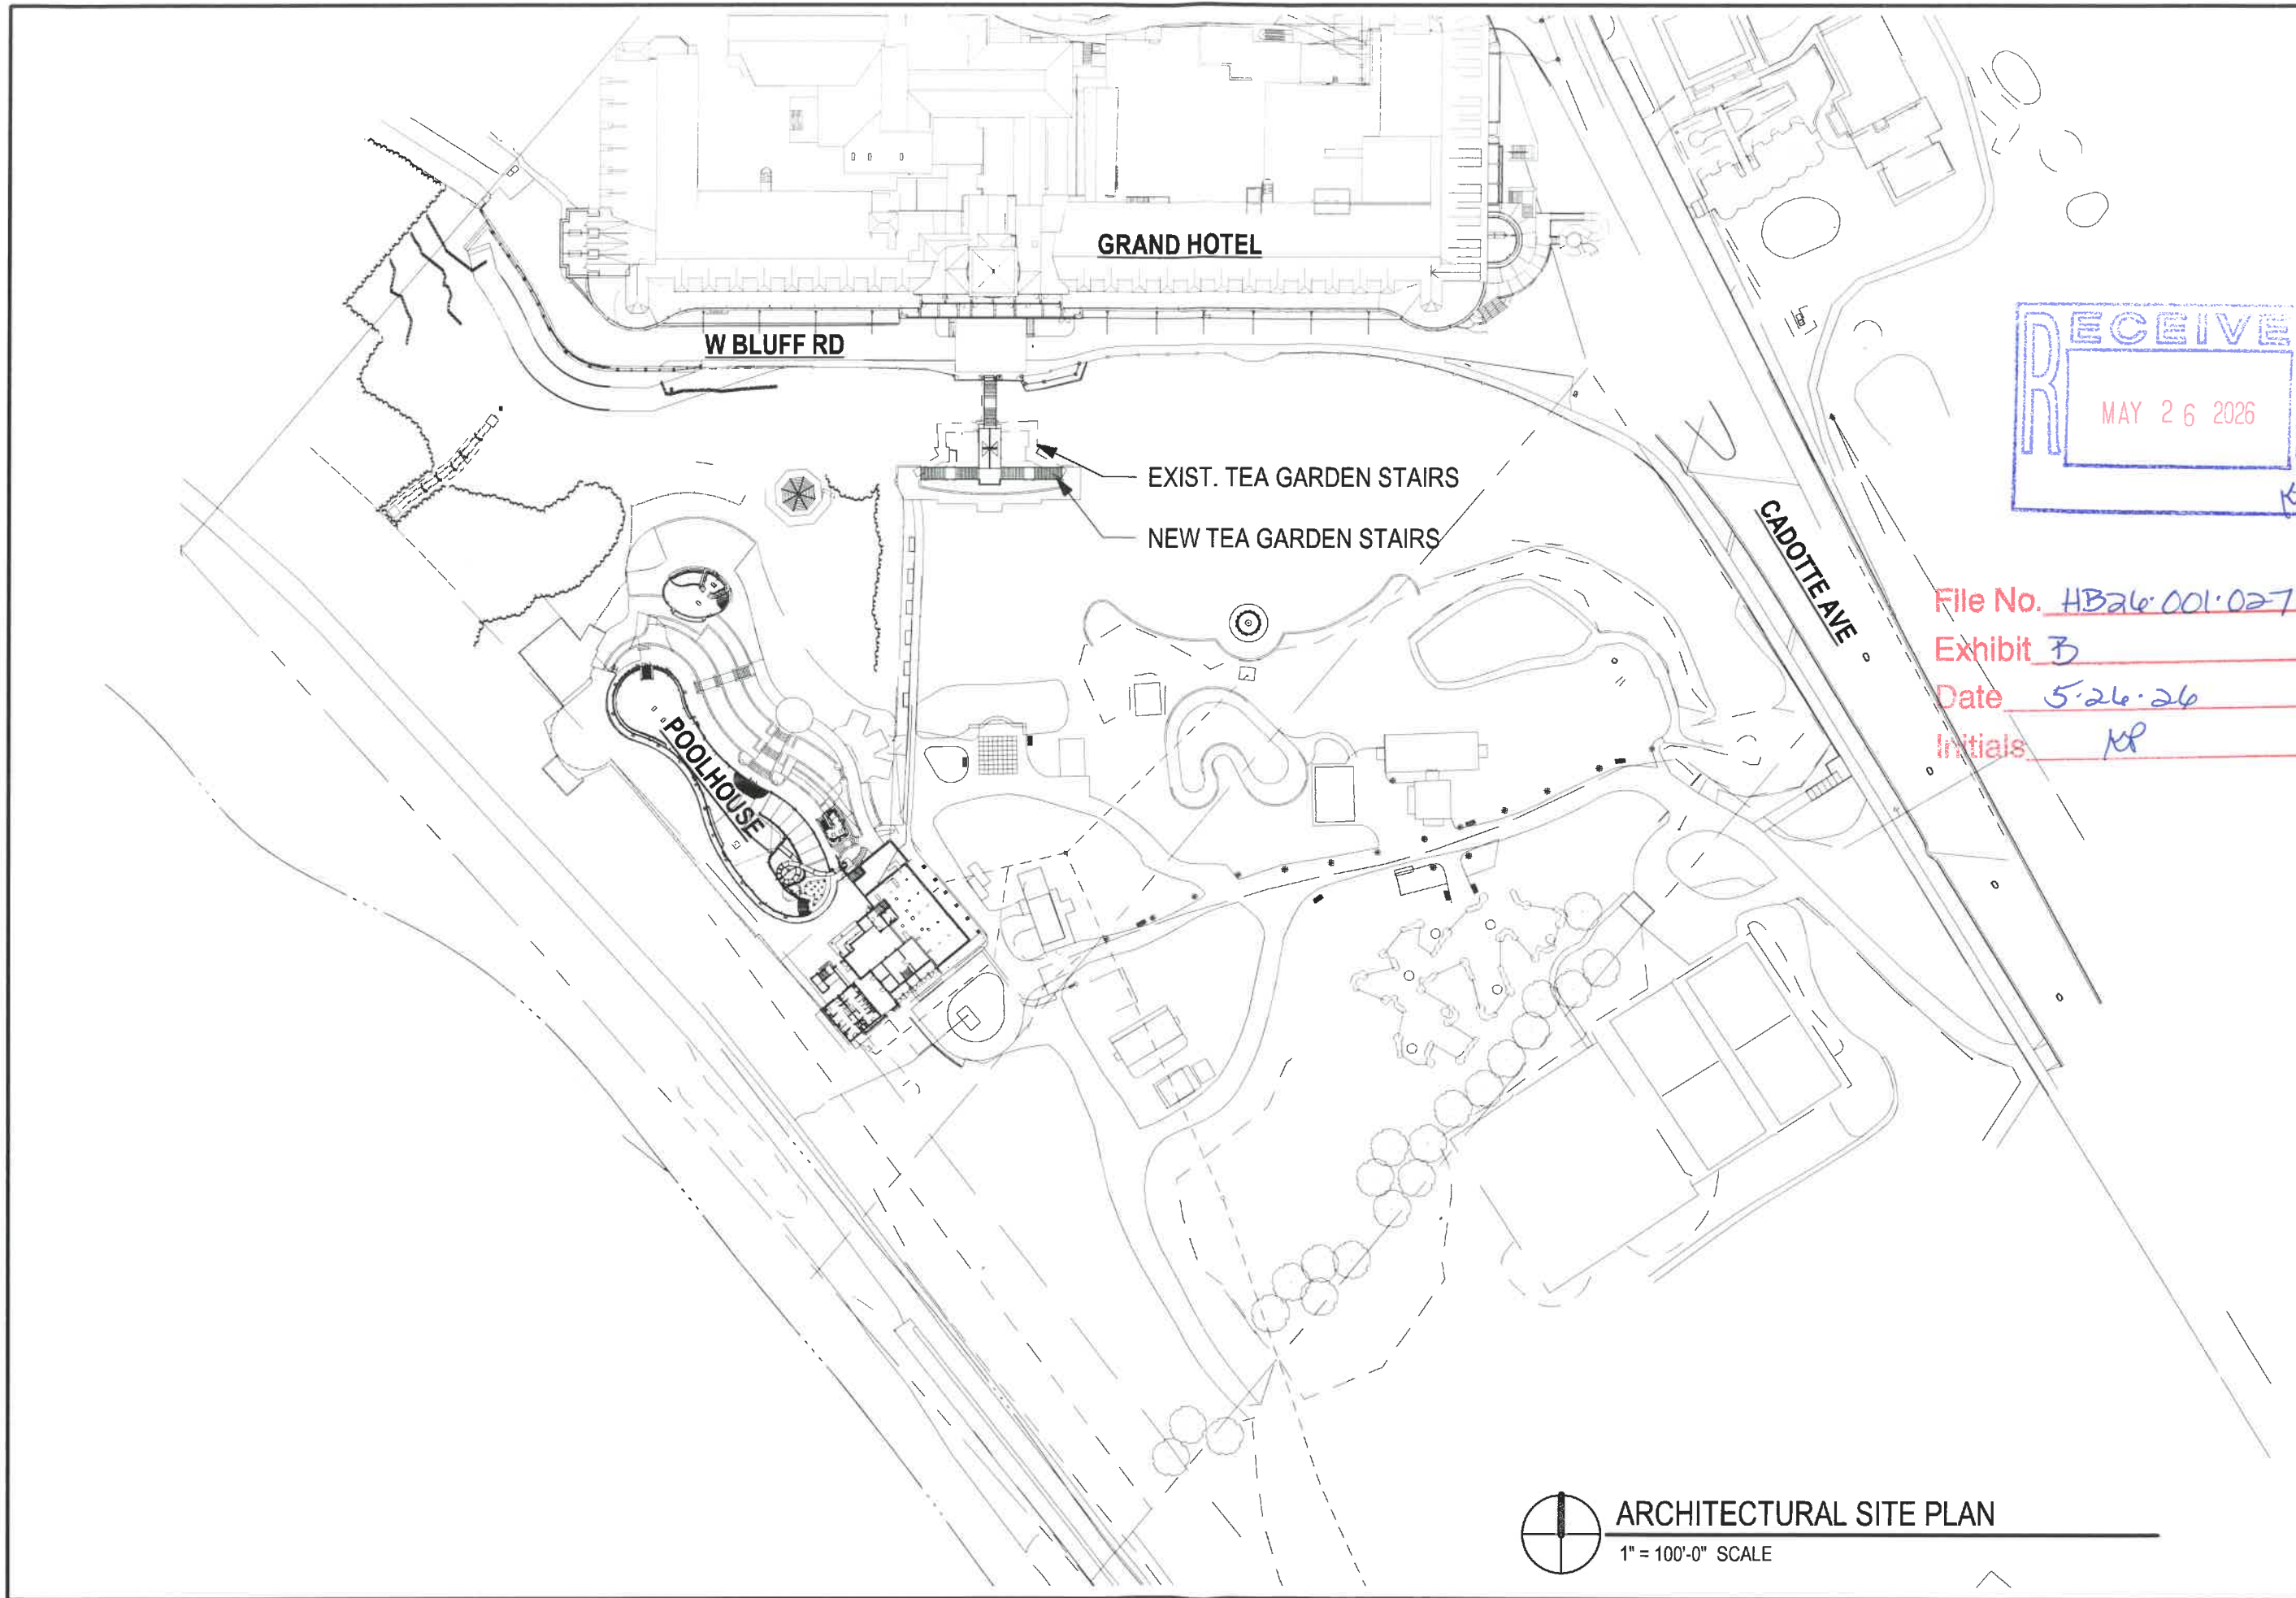 GRAND HOTEL
W BLUFF RD
EXIST. TEA GARDEN STAIRS
NEW TEA GARDEN STAIRS
CADOTTE AVE
POOLHOUSE
RECEIVE
MAY 26 2026
File No. HB26.001.027
Exhibit B
Date 5.26.26
Initials KP
ARCHITECTURAL SITE PLAN
1" = 100'-0" SCALE